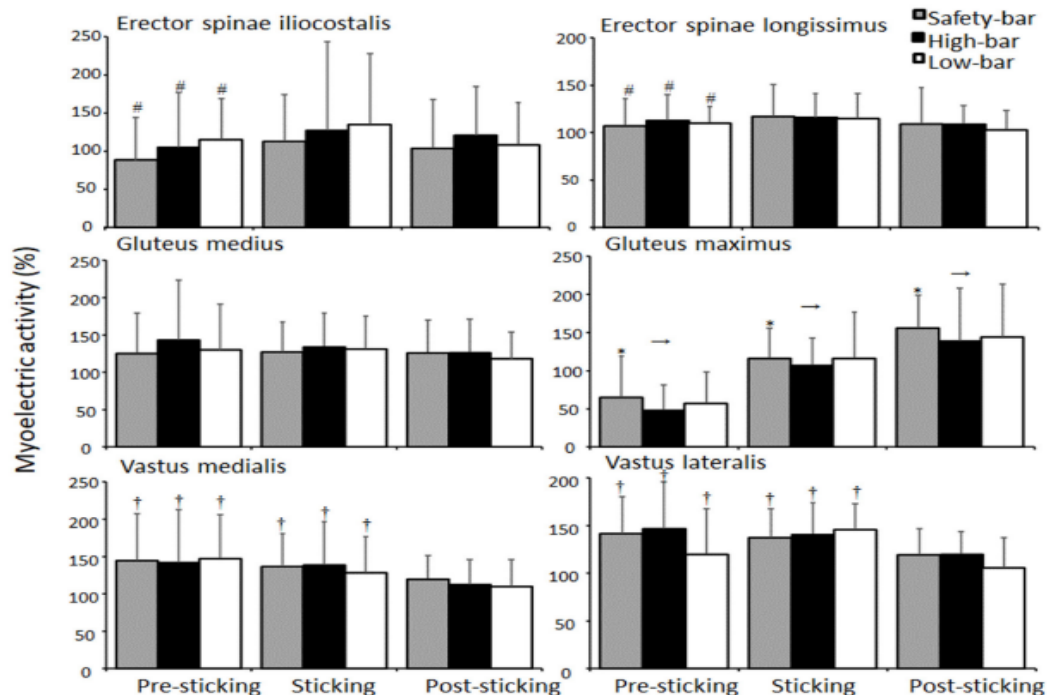 Erector spinae iliocostalis
250
200
150
100
50
0
# # #
Erector spinae longissimus
200
150
100
50
0
# # #
Safety-bar
High-bar
Low-bar
Myoelectric activity (%)
Gluteus medius
250
200
150
100
50
0
Gluteus maximus
250
200
150
100
50
0
* → * → * →
Vastus medialis
250
200
150
100
50
0
† † † † † †
Pre-sticking Sticking Post-sticking
Vastus lateralis
200
150
100
50
0
† † † † † †
Pre-sticking Sticking Post-sticking